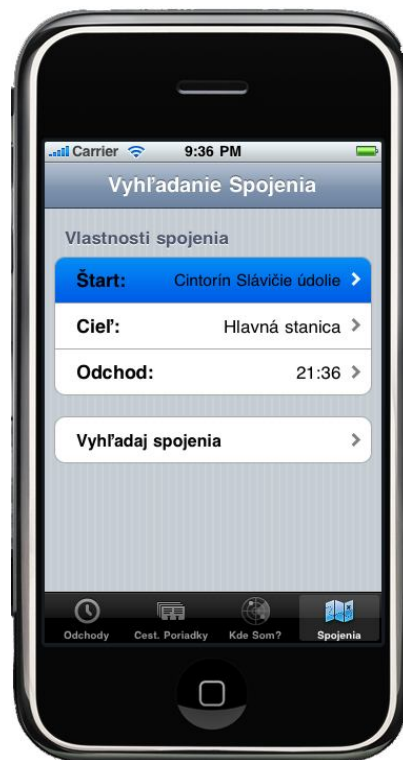 Carrier 9:36 PM
Vyhľadanie Spojenia
Vlastnosti spojenia
Štart: Cintorín Slávičie údolie
Cieľ: Hlavná stanica
Odchod: 21:36
Vyhľadaj spojenia
Odchody Cest. Poriadky Kde Som? Spojenia